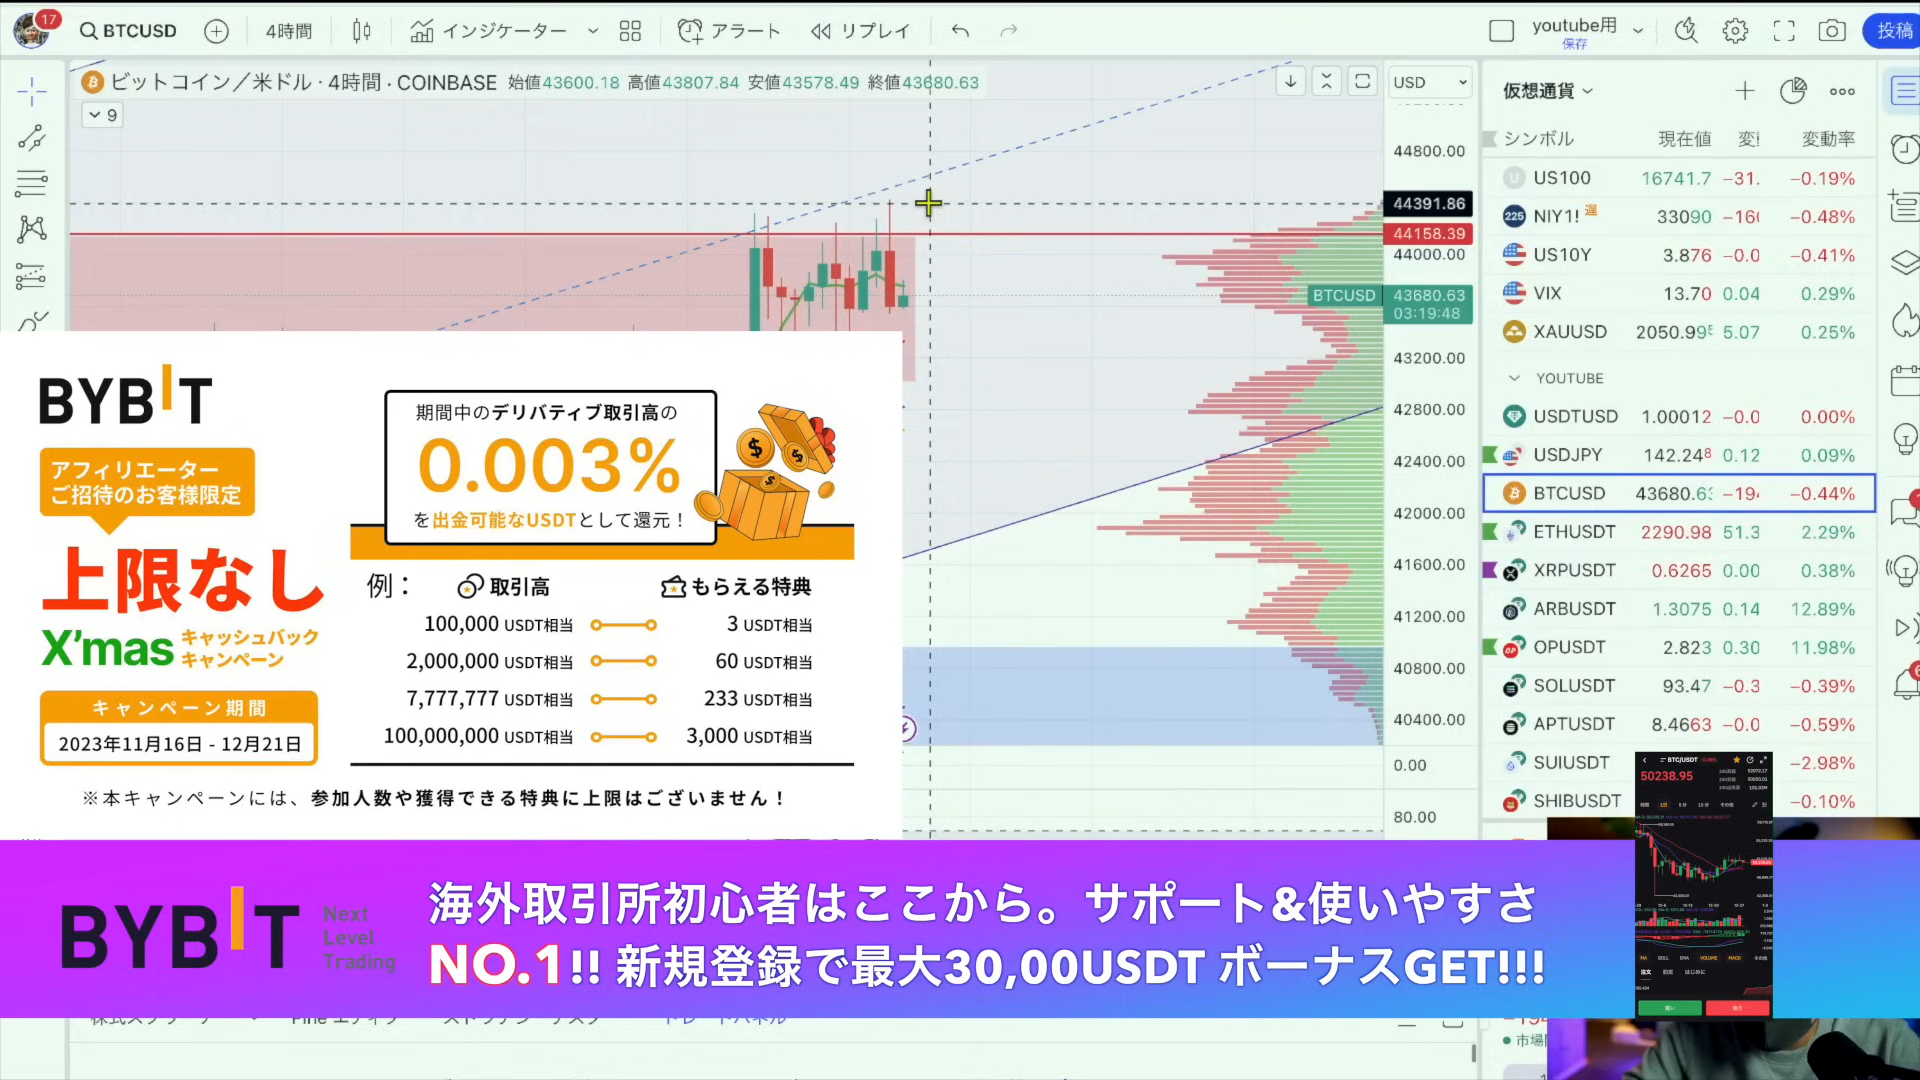 17
BTCUSD
4時間
インジケーター
アラート
リプレイ
youtube用
保存
投稿
ビットコイン／米ドル · 4時間 · COINBASE 始値43600.18 高値43807.84 安値43578.49 終値43680.63
9
USD
44800.00
44391.86
44158.39
44000.00
BTCUSD 43680.63
03:19:48
43200.00
42800.00
42400.00
42000.00
41600.00
41200.00
40800.00
40400.00
0.00
80.00
仮想通貨
シンボル 現在値 変動率
US100 16741.7 −31. −0.19%
NIY1! 遅 33090 −0.48%
US10Y 3.876 −0.0 −0.41%
VIX 13.70 0.04 0.29%
XAUUSD 2050.995 5.07 0.25%
YOUTUBE
USDTUSD 1.00012 −0.0 0.00%
USDJPY 142.248 0.12 0.09%
BTCUSD 43680.63 −19 −0.44%
ETHUSDT 2290.98 51.3 2.29%
XRPUSDT 0.6265 0.00 0.38%
ARBUSDT 1.3075 0.14 12.89%
OPUSDT 2.823 0.30 11.98%
SOLUSDT 93.47 −0.3 −0.39%
APTUSDT 8.4663 −0.0 −0.59%
SUIUSDT −2.98%
SHIBUSDT −0.10%
BYBIT
アフィリエーター
ご招待のお客様限定
上限なし
X’mas キャッシュバック
キャンペーン
キャンペーン期間
2023年11月16日 - 12月21日
期間中のデリバティブ取引高の
0.003%
を出金可能なUSDTとして還元！
例： 取引高 もらえる特典
100,000 USDT相当 3 USDT相当
2,000,000 USDT相当 60 USDT相当
7,777,777 USDT相当 233 USDT相当
100,000,000 USDT相当 3,000 USDT相当
※本キャンペーンには、参加人数や獲得できる特典に上限はございません！
BYBIT
Next
Level
Trading
海外取引所初心者はここから。サポート&使いやすさ
NO.1!! 新規登録で最大30,00USDT ボーナスGET!!!
BTC/USDT
50238.95